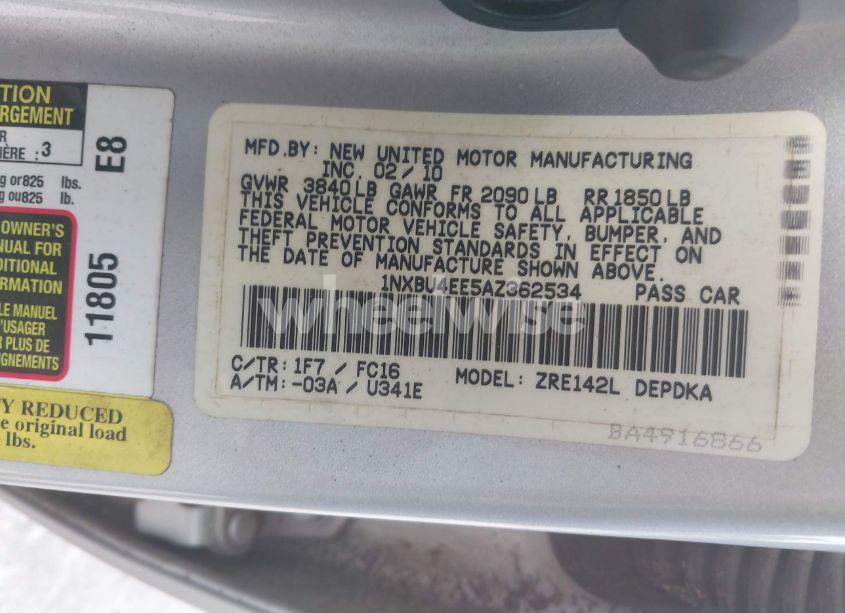 TION
RGEMENT
R
IÈRE : 3
g or825 lbs.
g ou825 lb.
OWNER'S
NUAL FOR
DITIONAL
ORMATION
LE MANUEL
'USAGER
R PLUS DE
GNEMENTS
E8
11805
Y REDUCED
e original load
lbs.
MFD.BY: NEW UNITED MOTOR MANUFACTURING
INC. 02/10
GVWR 3840LB GAWR FR 2090LB RR1850LB
THIS VEHICLE CONFORMS TO ALL APPLICABLE
FEDERAL MOTOR VEHICLE SAFETY, BUMPER, AND
THEFT PREVENTION STANDARDS IN EFFECT ON
THE DATE OF MANUFACTURE SHOWN ABOVE.
1NXBU4EE5AZ362534 PASS CAR
wheelwise
C/TR: 1F7 / FC16
A/TM: -03A / U341E
MODEL: ZRE142L DEPDKA
BA4916866